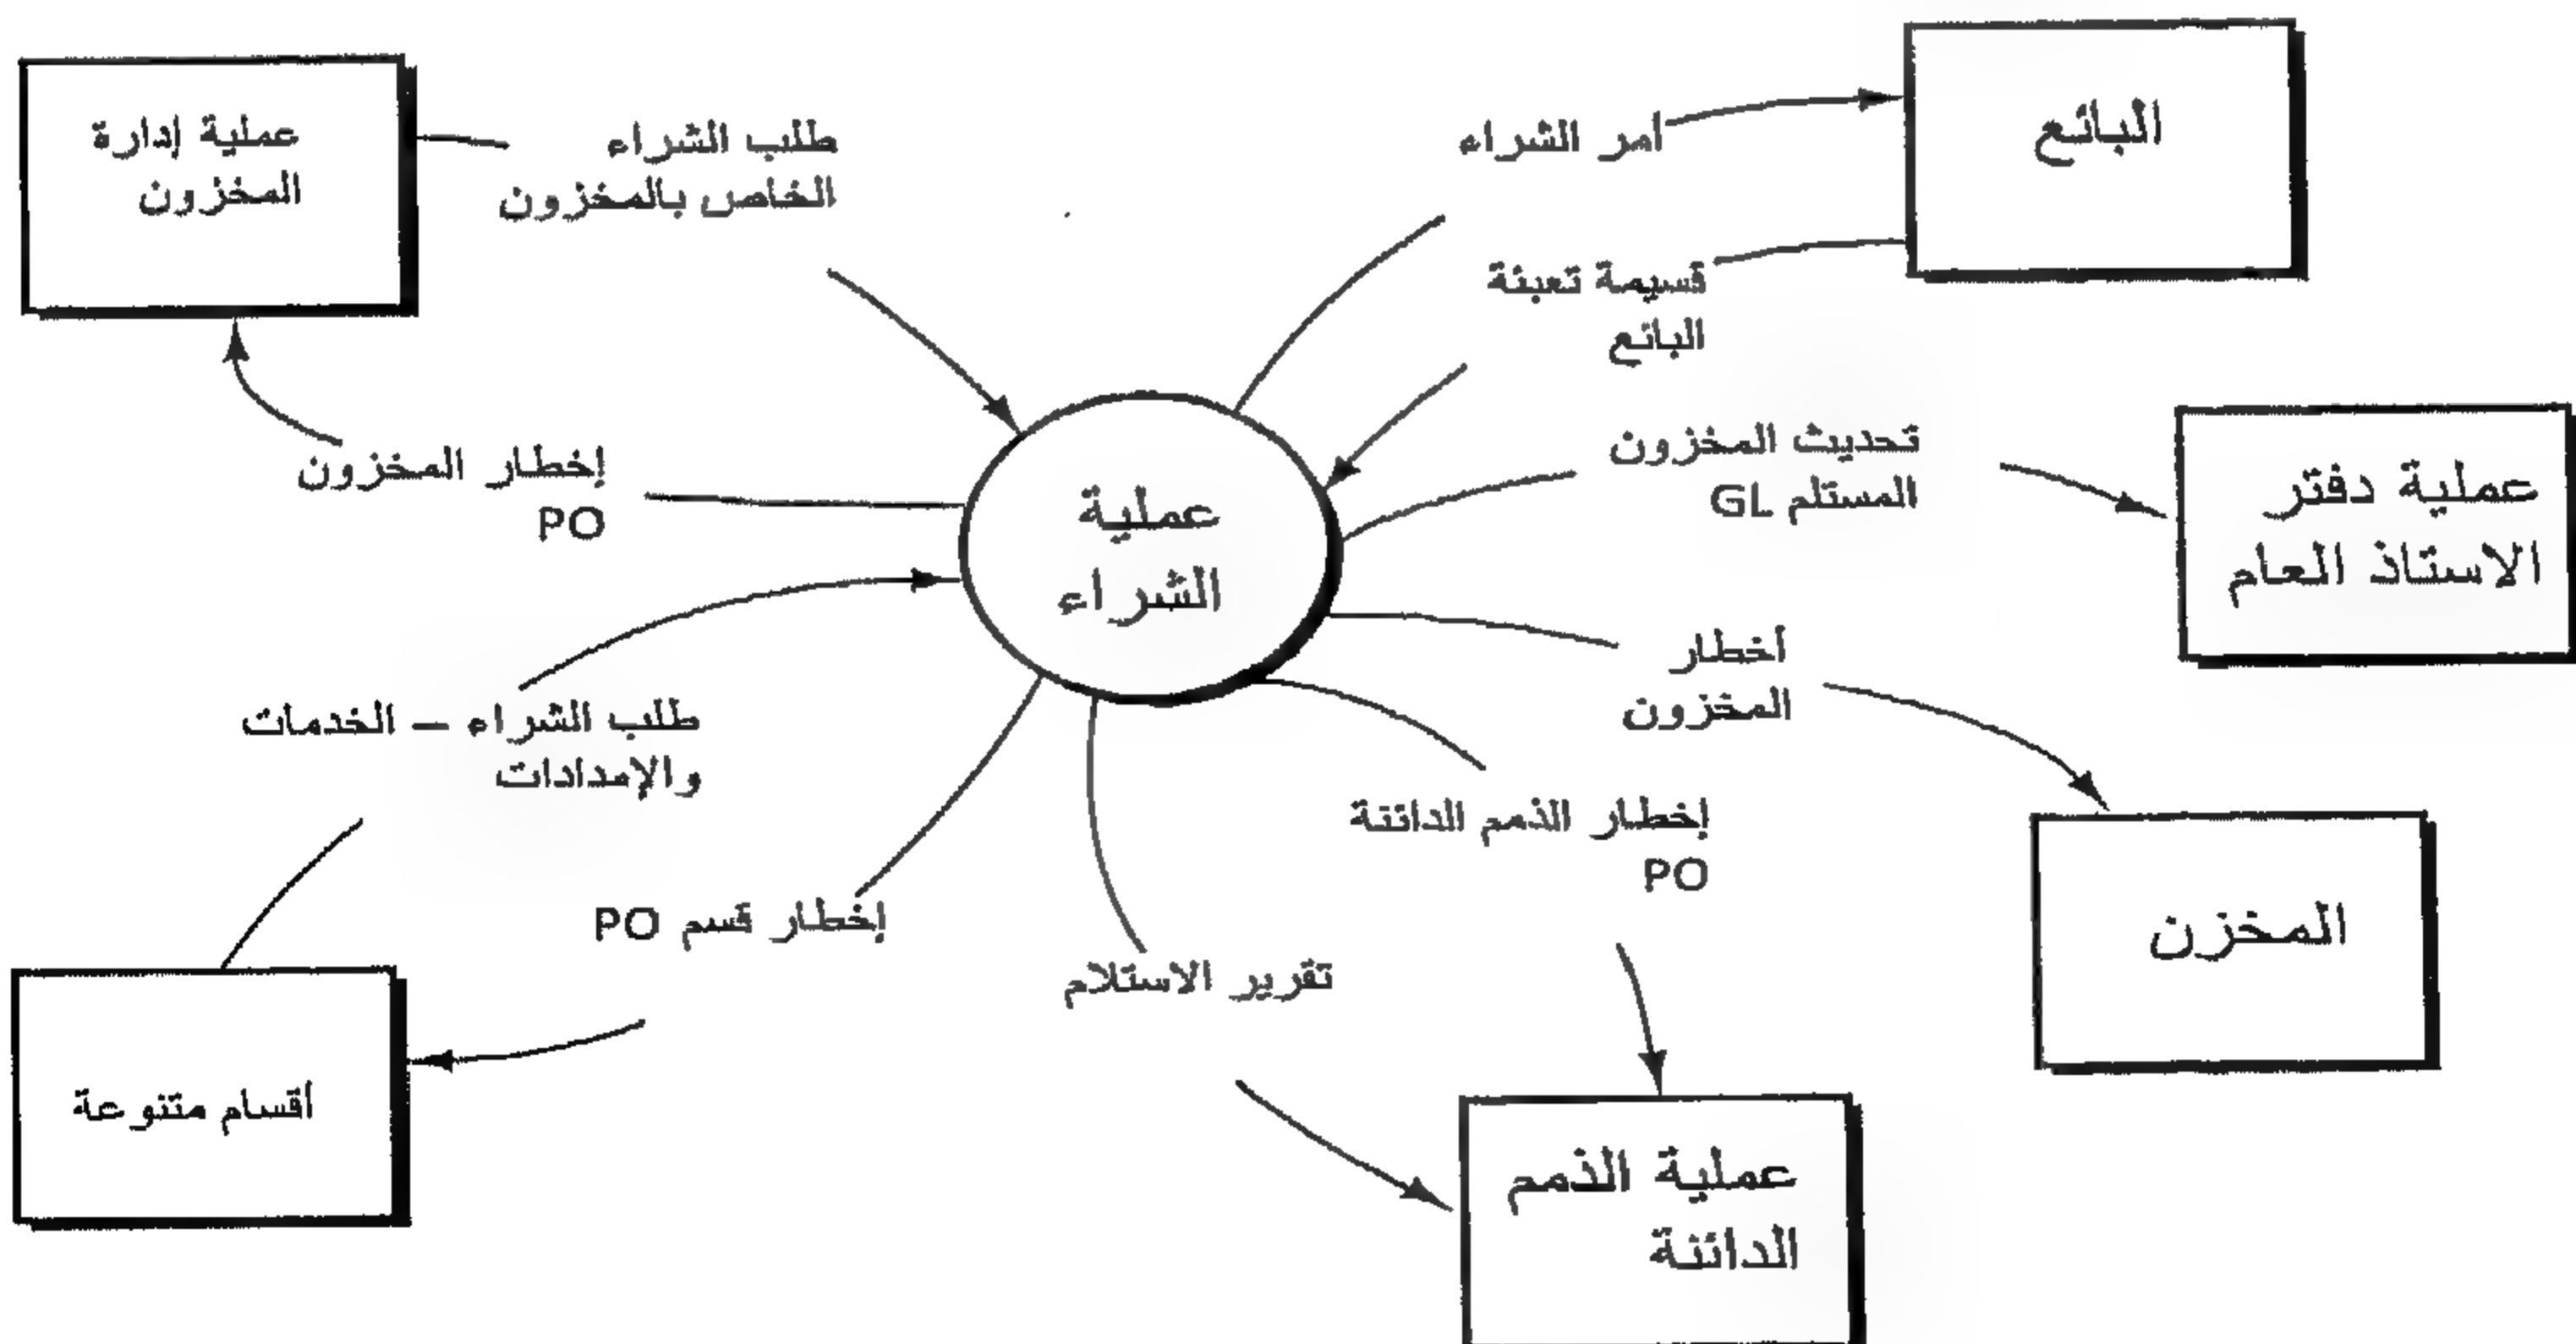 البائع
عملية إدارة
المخزون
أمر الشراء
طلب الشراء
الخاص بالمخزون
قسيمة تعبئة
البائع
تحديث المخزون
المستلم GL
عملية دفتر
الاستاذ العام
إخطار المخزون
PO
عملية
الشراء
أخطار
المخزون
طلب الشراء – الخدمات
والإمدادات
إخطار الذمم الدائنة
PO
إخطار قسم PO
المخزن
تقرير الاستلام
أقسام متنوعة
عملية الذمم
الدائنة